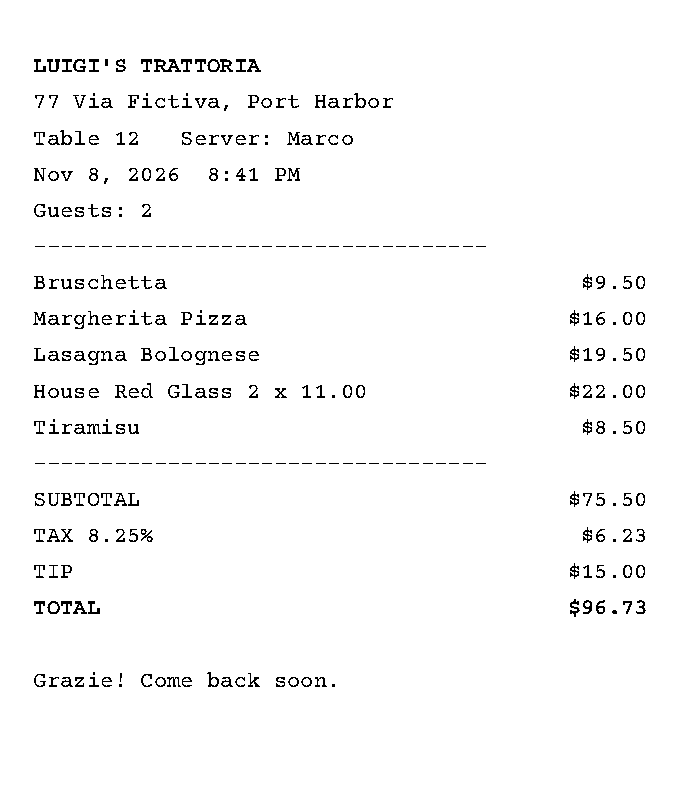 LUIGI'S TRATTORIA
77 Via Fictiva, Port Harbor
Table 12   Server: Marco
Nov 8, 2026  8:41 PM
Guests: 2
----------------------------------
Bruschetta $9.50
Margherita Pizza $16.00
Lasagna Bolognese $19.50
House Red Glass 2 x 11.00 $22.00
Tiramisu $8.50
----------------------------------
SUBTOTAL $75.50
TAX 8.25% $6.23
TIP $15.00
TOTAL $96.73
Grazie! Come back soon.